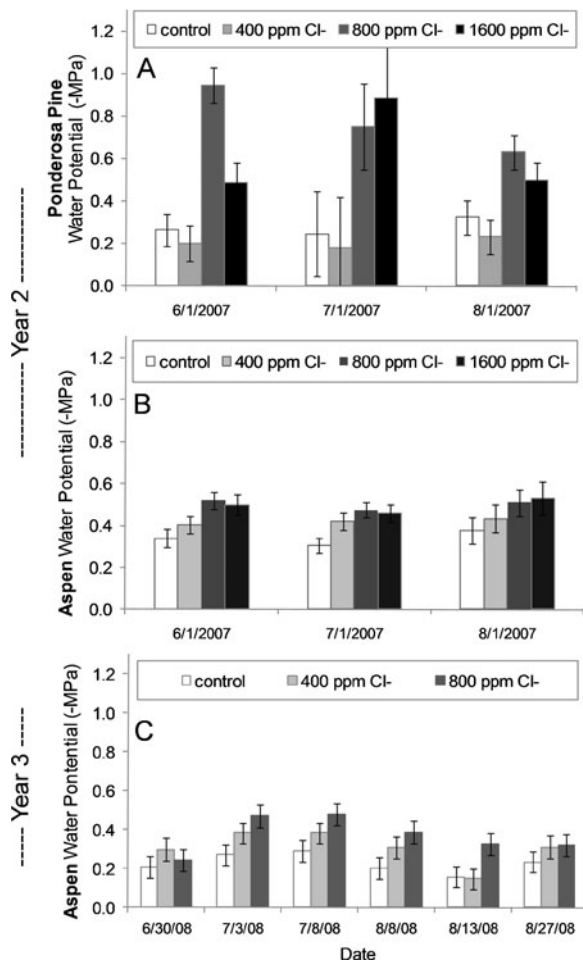 control 400 ppm Cl- 800 ppm Cl- 1600 ppm Cl-
A
Ponderosa Pine
Water Potential (-MPa)
1.2
1.0
0.8
0.6
0.4
0.2
0.0
6/1/2007 7/1/2007 8/1/2007
---------- Year 2 ----------
control 400 ppm Cl- 800 ppm Cl- 1600 ppm Cl-
B
Aspen Water Potential (-MPa)
1.2
1.0
0.8
0.6
0.4
0.2
0.0
6/1/2007 7/1/2007 8/1/2007
control 400 ppm Cl- 800 ppm Cl-
C
----- Year 3 -----
Aspen Water Pontential (-MPa)
1.2
1.0
0.8
0.6
0.4
0.2
0.0
6/30/08 7/3/08 7/8/08 8/8/08 8/13/08 8/27/08
Date